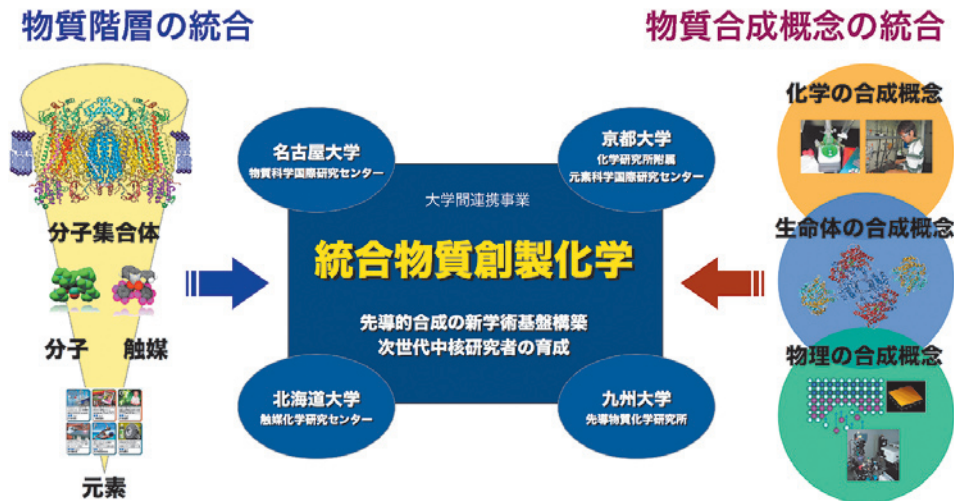 物質階層の統合
物質合成概念の統合
分子集合体
分子
触媒
元素
名古屋大学
物質科学国際研究センター
京都大学
化学研究所附属
元素科学国際研究センター
大学間連携事業
統合物質創製化学
先導的合成の新学術基盤構築
次世代中核研究者の育成
北海道大学
触媒化学研究センター
九州大学
先導物質化学研究所
化学の合成概念
生命体の合成概念
物理の合成概念